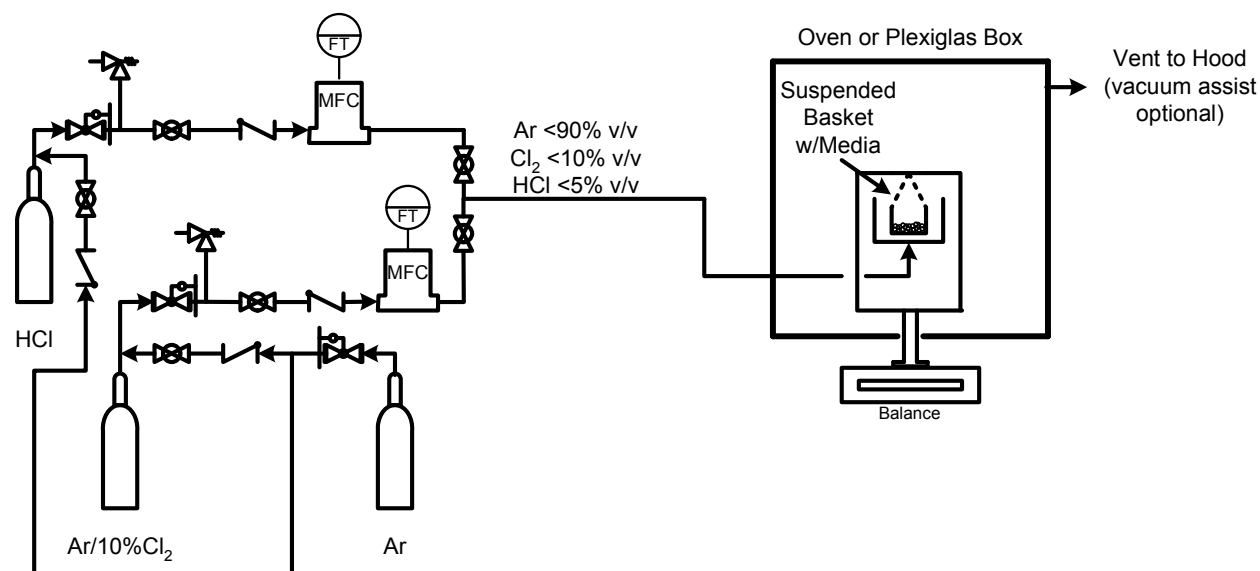 FT
MFC
Ar <90% v/v
Cl₂ <10% v/v
HCl <5% v/v
Oven or Plexiglas Box
Suspended
Basket
w/Media
Vent to Hood
(vacuum assist
optional)
FT
MFC
HCl
Balance
Ar/10%Cl₂
Ar